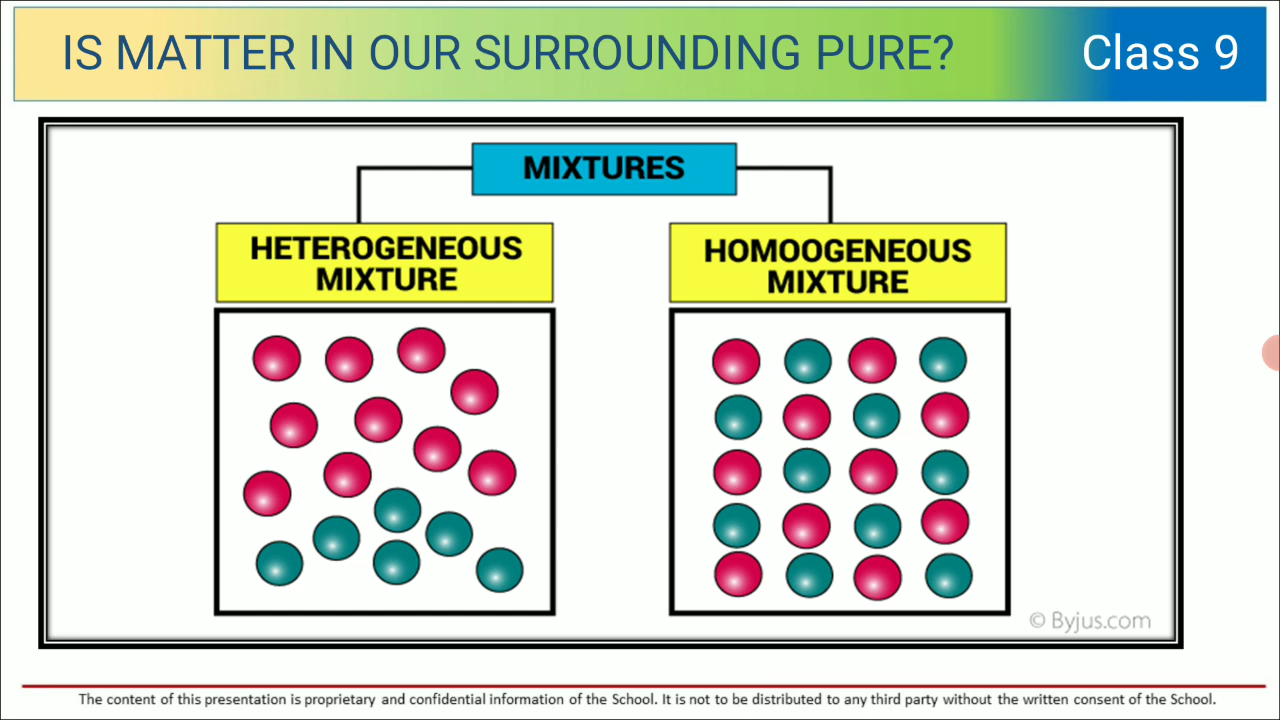 IS MATTER IN OUR SURROUNDING PURE?
Class 9
MIXTURES
HETEROGENEOUS
MIXTURE
HOMOOGENEOUS
MIXTURE
© Byjus.com
The content of this presentation is proprietary and confidential information of the School. It is not to be distributed to any third party without the written consent of the School.